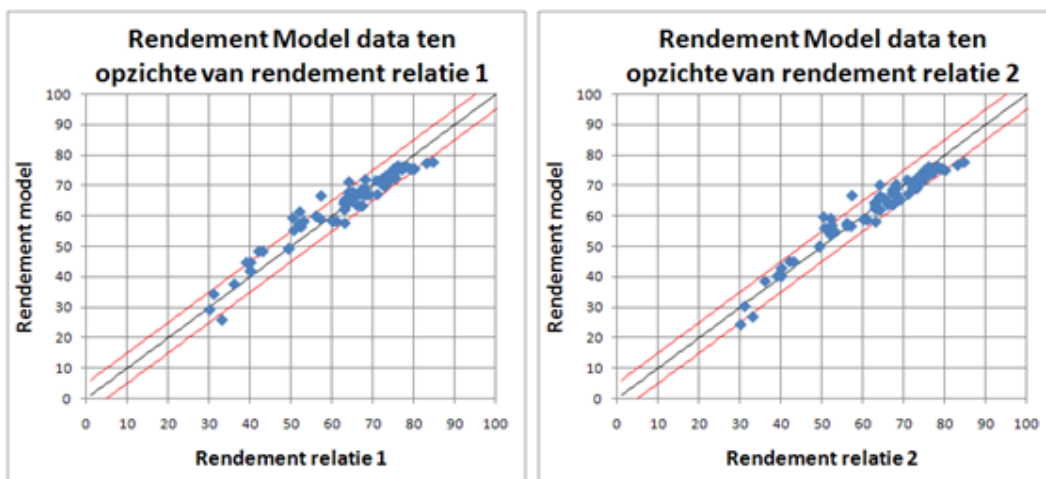 Rendement Model data ten
opzichte van rendement relatie 1
100
90
80
70
60
50
40
30
20
10
0
Rendement model
0 10 20 30 40 50 60 70 80 90 100
Rendement relatie 1
Rendement Model data ten
opzichte van rendement relatie 2
100
90
80
70
60
50
40
30
20
10
0
Rendement model
0 10 20 30 40 50 60 70 80 90 100
Rendement relatie 2